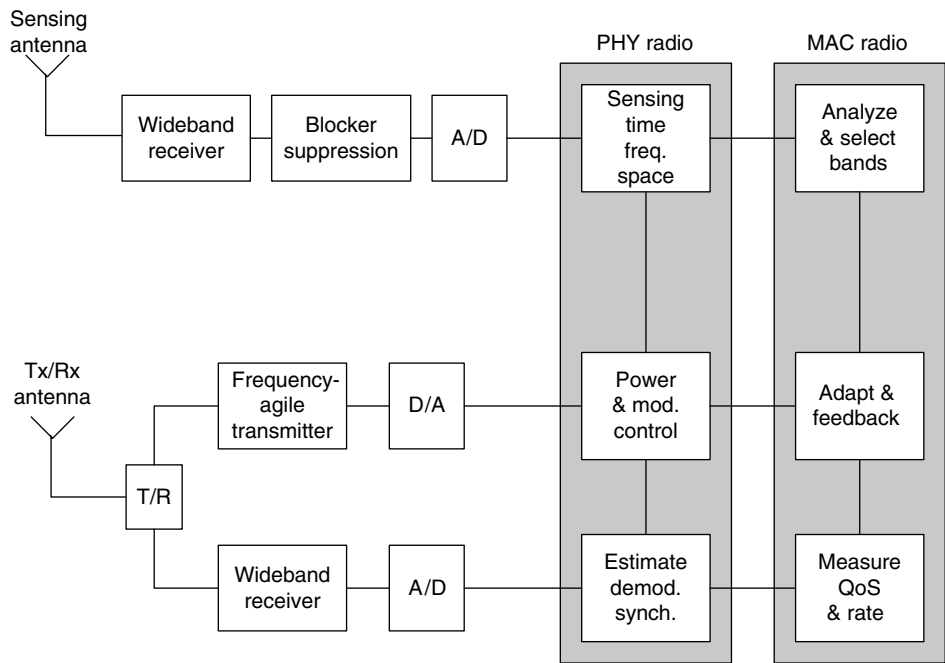 Sensing
antenna
PHY radio
MAC radio
Wideband
receiver
Blocker
suppression
A/D
Sensing
time
freq.
space
Analyze
& select
bands
Tx/Rx
antenna
Frequency-
agile
transmitter
D/A
Power
& mod.
control
Adapt &
feedback
T/R
Wideband
receiver
A/D
Estimate
demod.
synch.
Measure
QoS
& rate